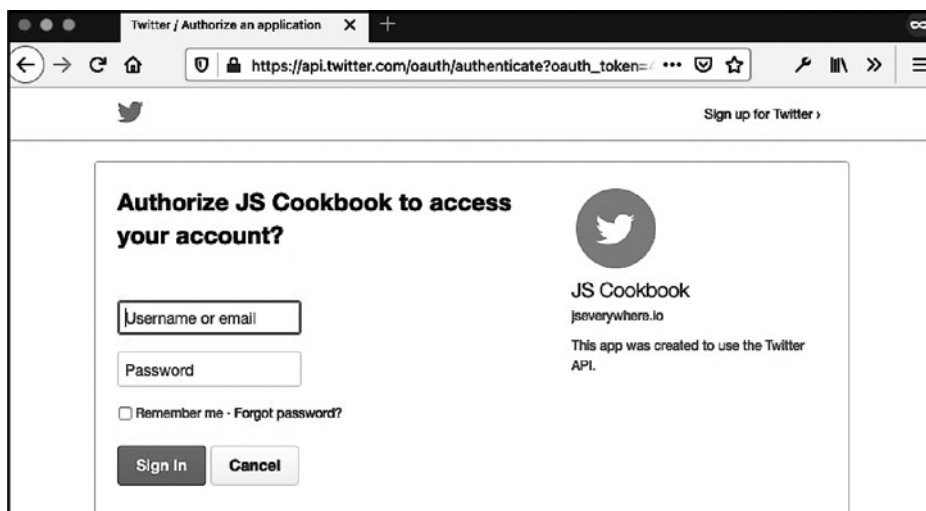 Twitter / Authorize an application
https://api.twitter.com/oauth/authenticate?oauth_token=
Sign up for Twitter ›
Authorize JS Cookbook to access
your account?
Username or email
Password
Remember me - Forgot password?
Sign In
Cancel
JS Cookbook
jseverywhere.io
This app was created to use the Twitter
API.